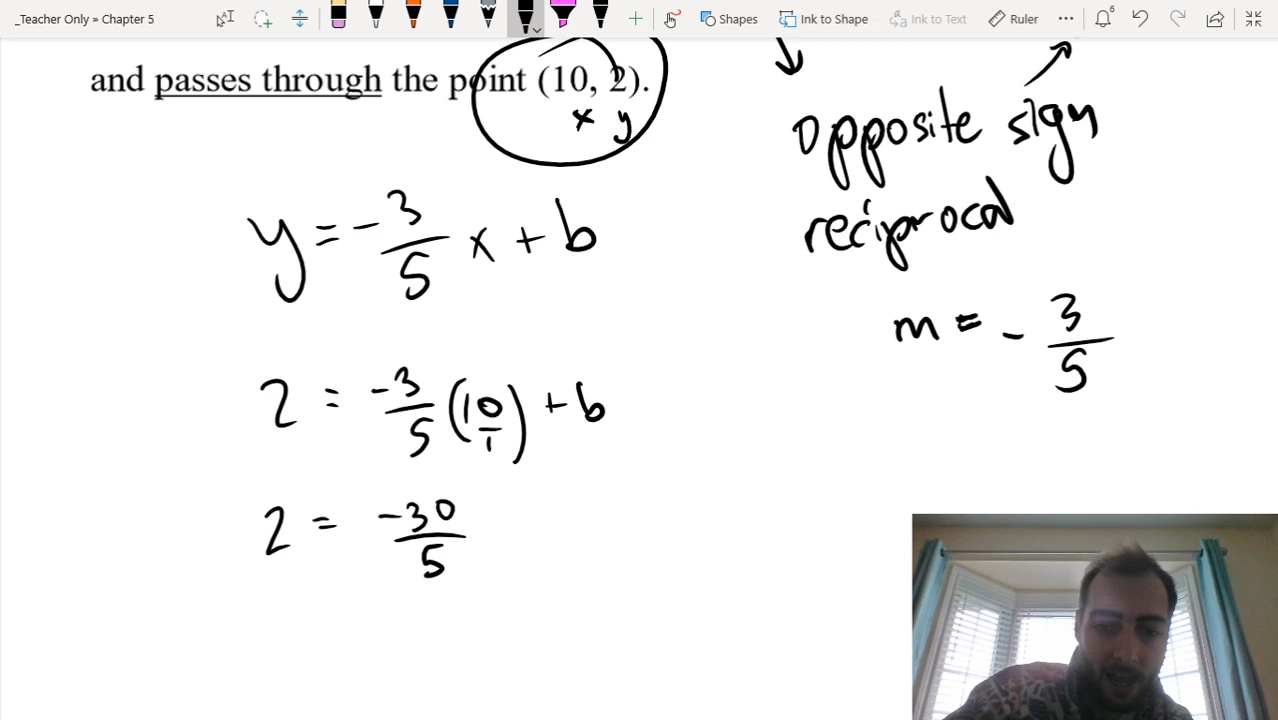 _Teacher Only » Chapter 5
Shapes
Ink to Shape
Ink to Text
Ruler
6
and passes through the point (10, 2).
x y
opposite sign
reciprocal
m = - 3/5
y = -3/5 x + b
2 = -3/5 (10/1) + b
2 = -30/5